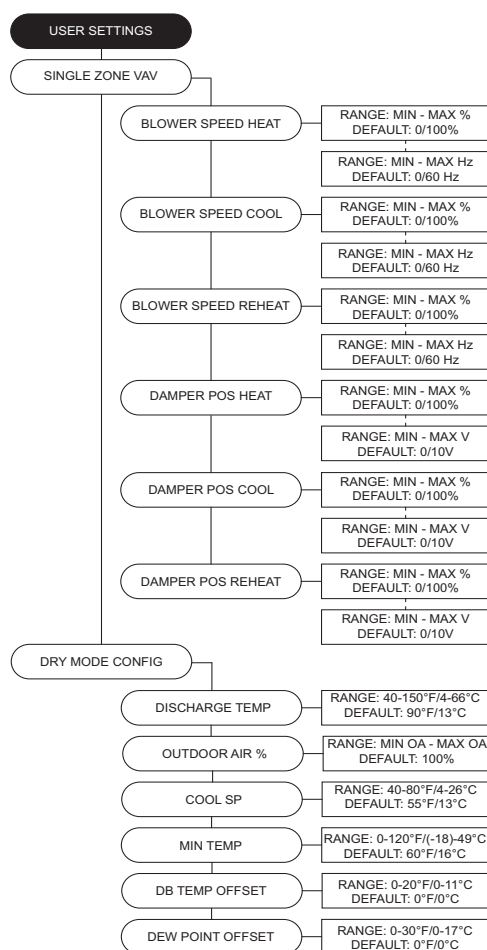 USER SETTINGS
SINGLE ZONE VAV
BLOWER SPEED HEAT
RANGE: MIN - MAX %
DEFAULT: 0/100%
RANGE: MIN - MAX Hz
DEFAULT: 0/60 Hz
BLOWER SPEED COOL
RANGE: MIN - MAX %
DEFAULT: 0/100%
RANGE: MIN - MAX Hz
DEFAULT: 0/60 Hz
BLOWER SPEED REHEAT
RANGE: MIN - MAX %
DEFAULT: 0/100%
RANGE: MIN - MAX Hz
DEFAULT: 0/60 Hz
DAMPER POS HEAT
RANGE: MIN - MAX %
DEFAULT: 0/100%
RANGE: MIN - MAX V
DEFAULT: 0/10V
DAMPER POS COOL
RANGE: MIN - MAX %
DEFAULT: 0/100%
RANGE: MIN - MAX V
DEFAULT: 0/10V
DAMPER POS REHEAT
RANGE: MIN - MAX %
DEFAULT: 0/100%
RANGE: MIN - MAX V
DEFAULT: 0/10V
DRY MODE CONFIG
DISCHARGE TEMP
RANGE: 40-150°F/4-66°C
DEFAULT: 90°F/13°C
OUTDOOR AIR %
RANGE: MIN OA - MAX OA
DEFAULT: 100%
COOL SP
RANGE: 40-80°F/4-26°C
DEFAULT: 55°F/13°C
MIN TEMP
RANGE: 0-120°F/(-18)-49°C
DEFAULT: 60°F/16°C
DB TEMP OFFSET
RANGE: 0-20°F/0-11°C
DEFAULT: 0°F/0°C
DEW POINT OFFSET
RANGE: 0-30°F/0-17°C
DEFAULT: 0°F/0°C